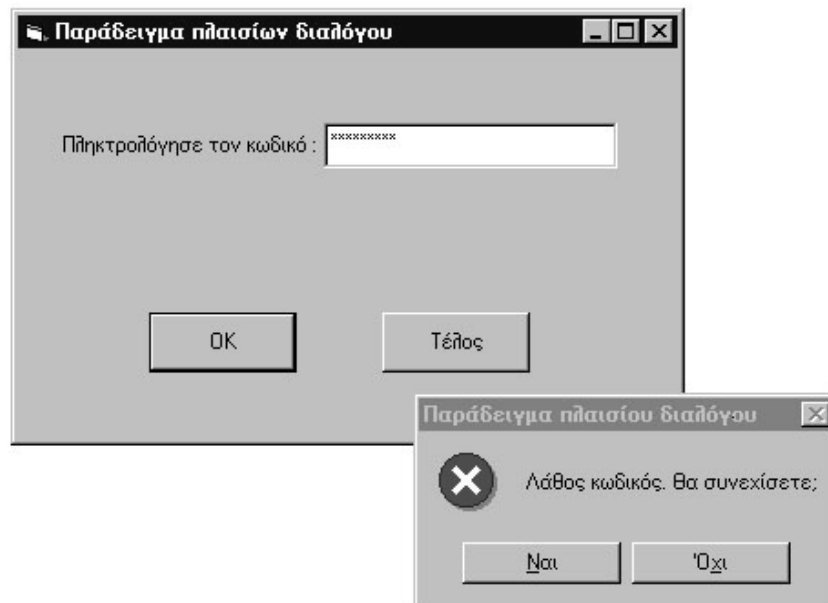 Παράδειγμα πλαισίων διαλόγου
Πληκτρολόγησε τον κωδικό : *********
OK Τέλος
Παράδειγμα πλαισίου διαλόγου
Λάθος κωδικός. Θα συνεχίσετε;
Ναι Όχι